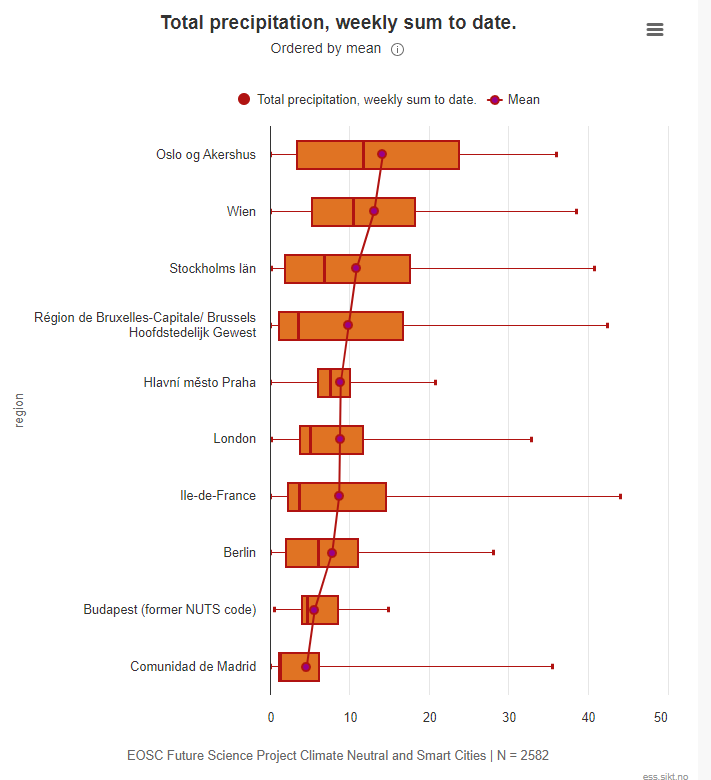 Total precipitation, weekly sum to date.
Ordered by mean
Total precipitation, weekly sum to date. Mean
region
Oslo og Akershus
Wien
Stockholms län
Région de Bruxelles-Capitale/ Brussels
Hoofdstedelijk Gewest
Hlavní město Praha
London
Ile-de-France
Berlin
Budapest (former NUTS code)
Comunidad de Madrid
0 10 20 30 40 50
EOSC Future Science Project Climate Neutral and Smart Cities | N = 2582
ess.sikt.no